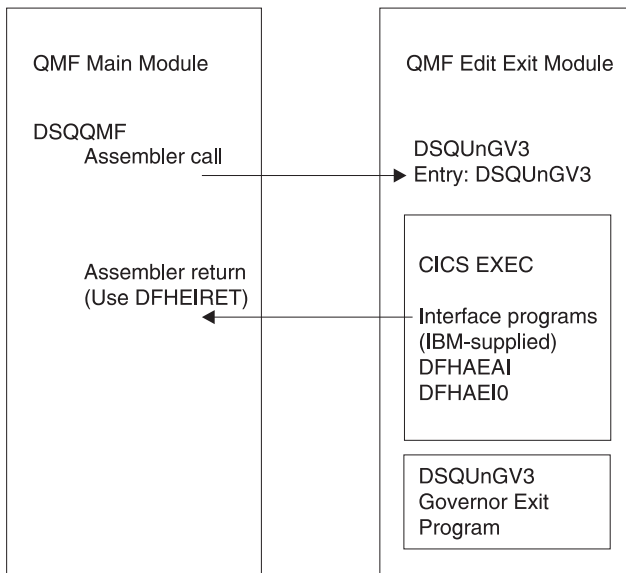 QMF Main Module
DSQQMF
Assembler call
Assembler return
(Use DFHEIRET)
QMF Edit Exit Module
DSQUnGV3
Entry: DSQUnGV3
CICS EXEC
Interface programs
(IBM-supplied)
DFHAEAI
DFHAEI0
DSQUnGV3
Governor Exit
Program